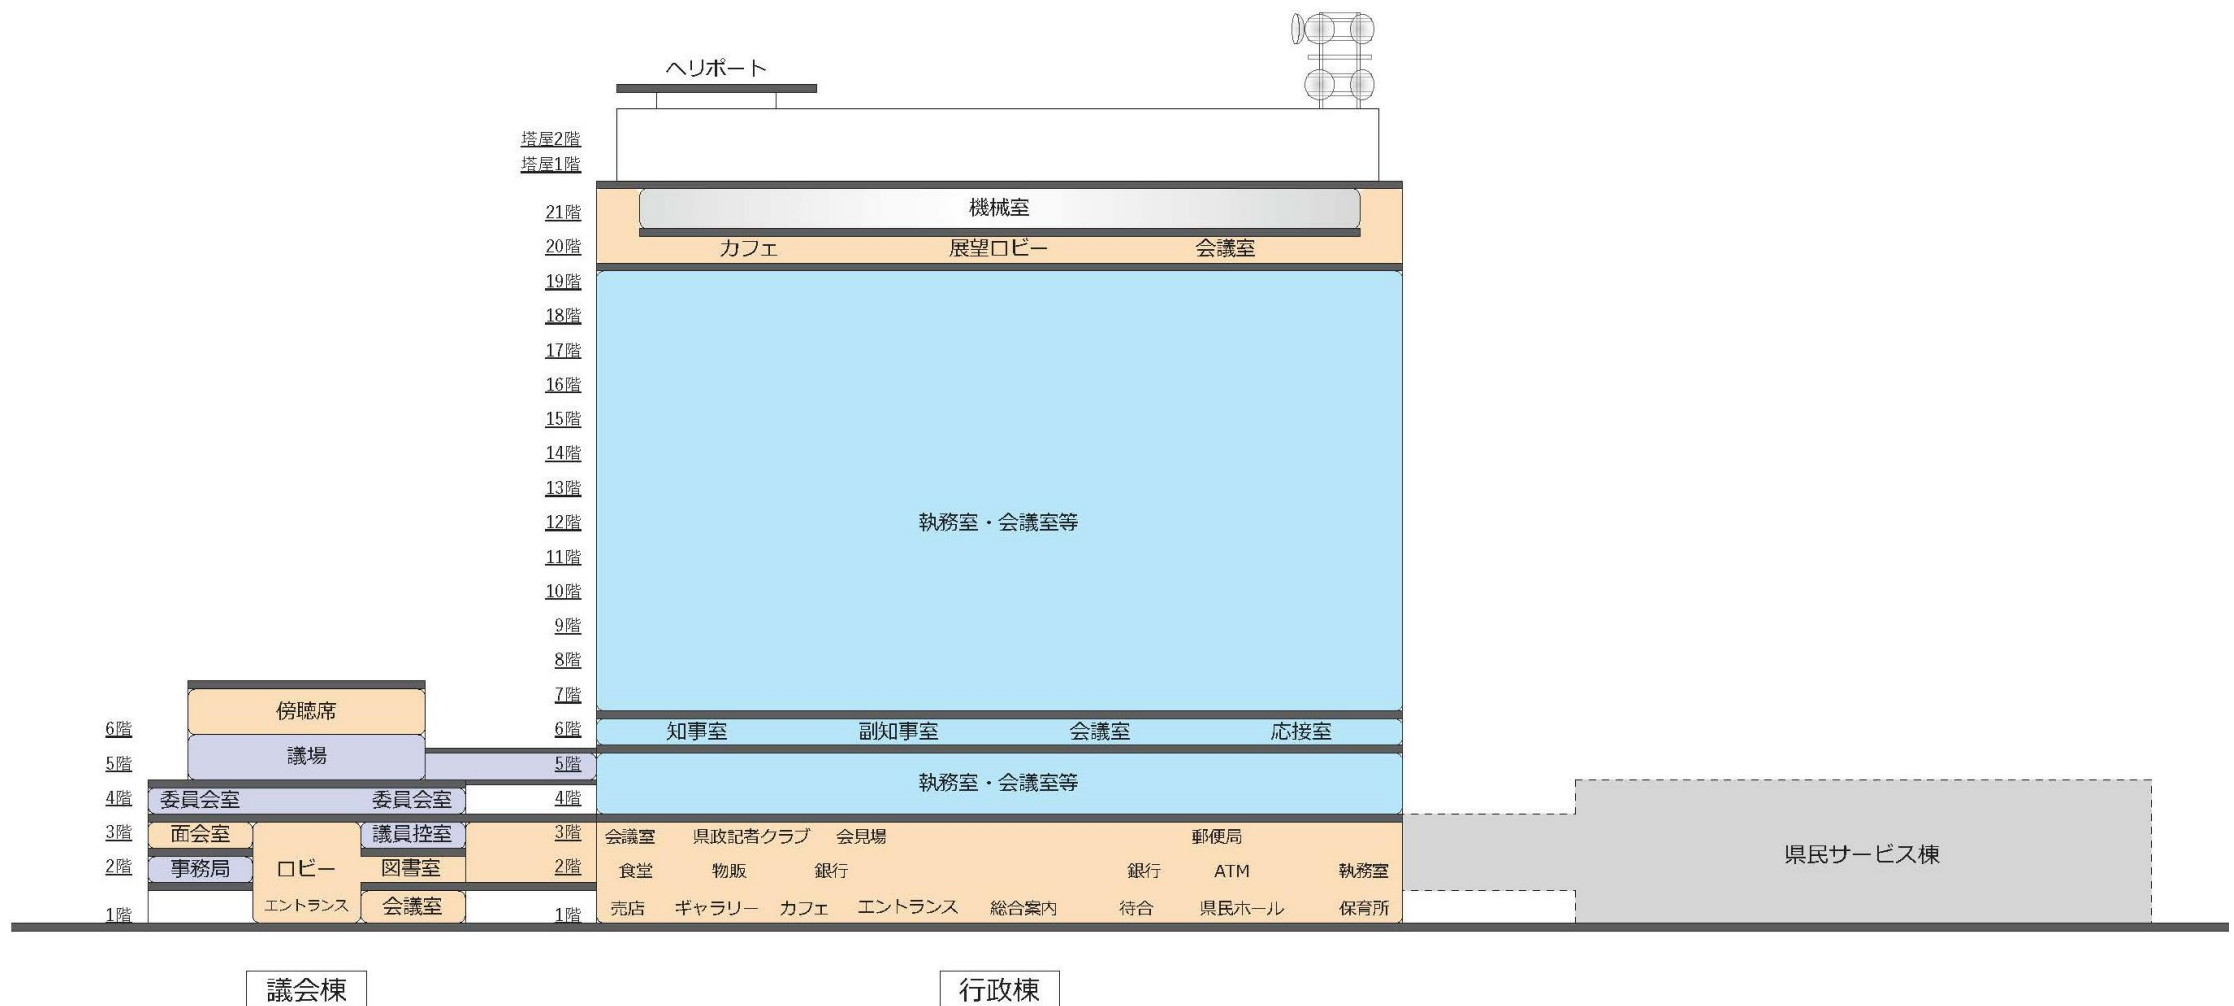 ヘリポート
塔屋2階
塔屋1階
21階 機械室
20階 カフェ 展望ロビー 会議室
19階
18階
17階
16階
15階
14階
13階
12階 執務室・会議室等
11階
10階
9階
8階
7階
傍聴席
6階 6階 知事室 副知事室 会議室 応接室
議場
5階 5階
執務室・会議室等
4階 委員会室 委員会室 4階
3階 面会室 議員控室 3階 会議室 県政記者クラブ 会見場 郵便局
県民サービス棟
2階 事務局 ロビー 図書室 2階 食堂 物販 銀行 銀行 ATM 執務室
1階 エントランス 会議室 1階 売店 ギャラリー カフェ エントランス 総合案内 待合 県民ホール 保育所
議会棟 行政棟